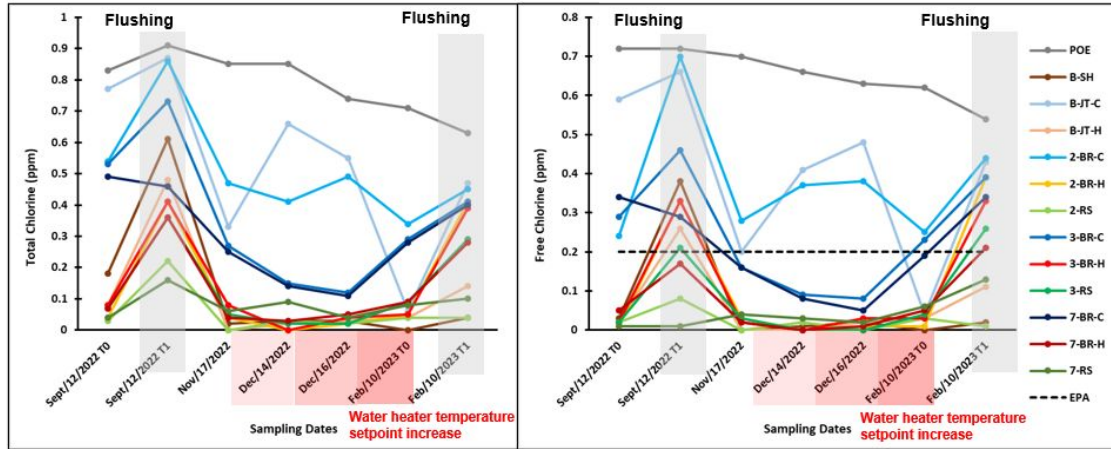 Flushing
Flushing
1
0.9
0.8
0.7
0.6
0.5
0.4
0.3
0.2
0.1
0
Total Chlorine (ppm)
Sept/12/2022 T0
Sept/12/2022 T1
Nov/17/2022
Dec/14/2022
Dec/16/2022
Feb/10/2023 T0
Feb/10/2023 T1
Sampling Dates
Water heater temperature
setpoint increase
Flushing
Flushing
0.8
0.7
0.6
0.5
0.4
0.3
0.2
0.1
0
Free Chlorine (ppm)
Sept/12/2022 T0
Sept/12/2022 T1
Nov/17/2022
Dec/14/2022
Dec/16/2022
Feb/10/2023 T0
Feb/10/2023 T1
Sampling Dates
Water heater temperature
setpoint increase
POE
B-SH
B-JT-C
B-JT-H
2-BR-C
2-BR-H
2-RS
3-BR-C
3-BR-H
3-RS
7-BR-C
7-BR-H
7-RS
EPA